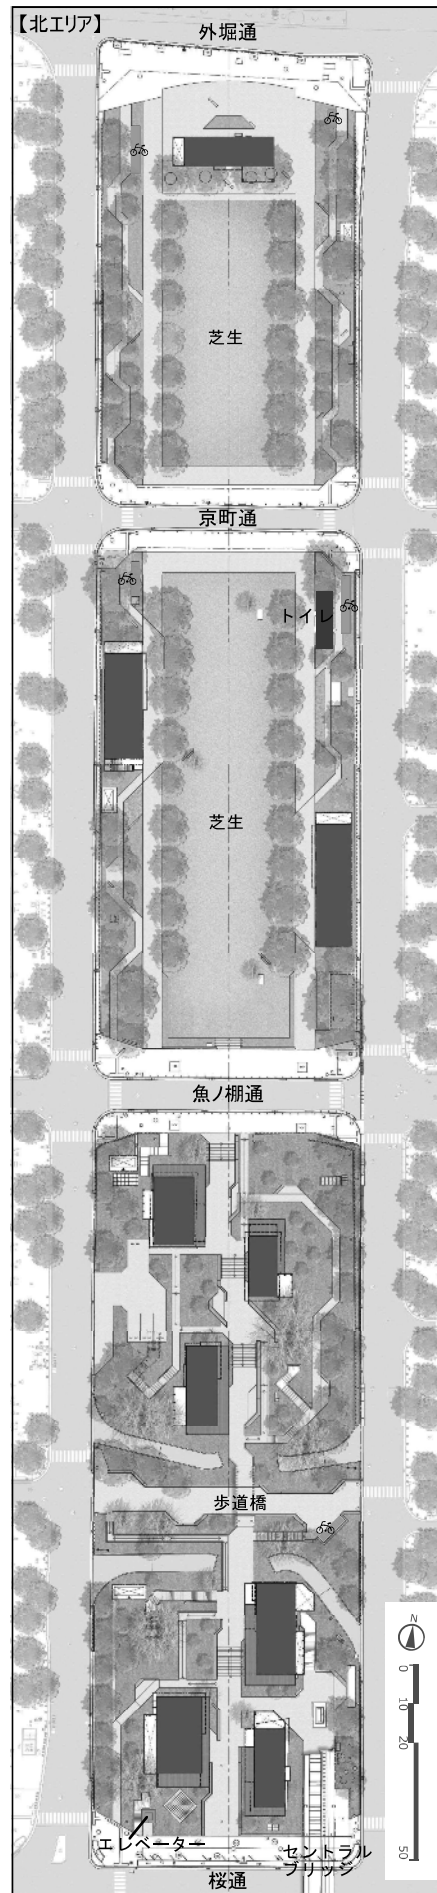 【北エリア】
外堀通
芝生
京町通
トイレ
芝生
魚ノ棚通
歩道橋
N
0
10
20
50
エレベーター
セントラル
ブリッジ
桜通